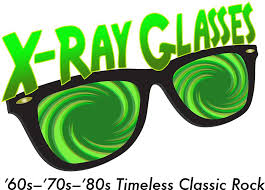 X-RAY GLASSES
’60s–’70s–’80s Timeless Classic Rock